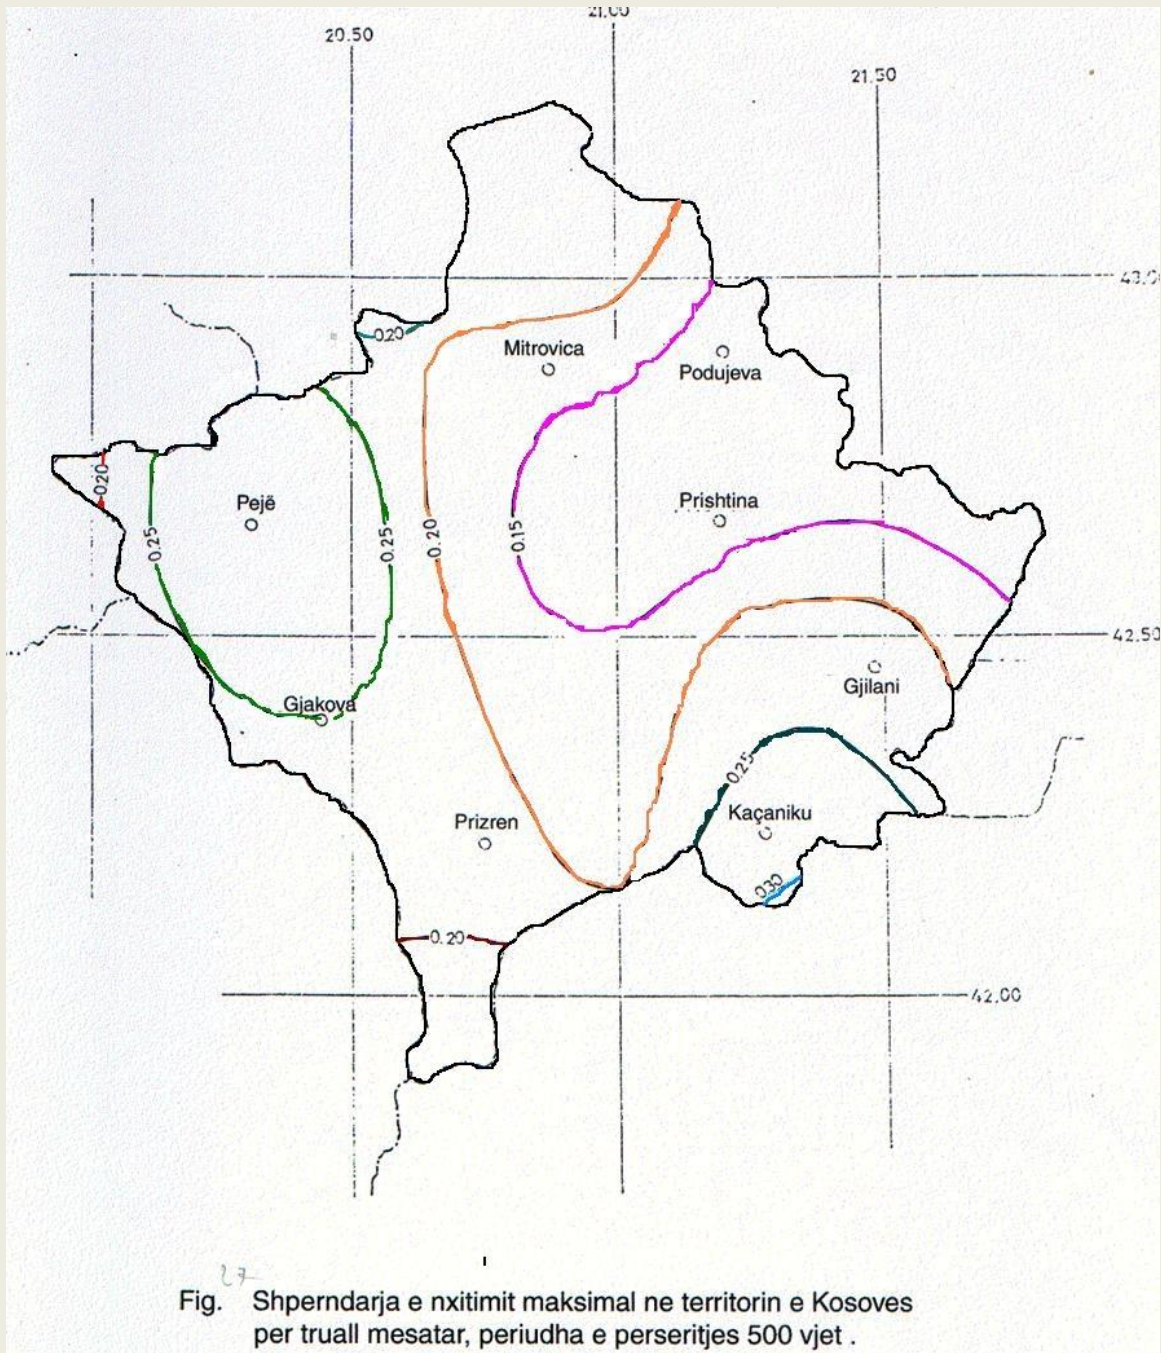 21.00
20.50
21.50
43.0
0.20
Mitrovica
Podujeva
0.20
Pejë
Prishtina
0.25
0.25
0.20
0.15
42.50
Gjilani
Gjakova
0.25
Kaçaniku
Prizren
030
0.20
42.00
27
Fig. Shperndarja e nxitimit maksimal ne territorin e Kosoves
per truall mesatar, periudha e perseritjes 500 vjet .